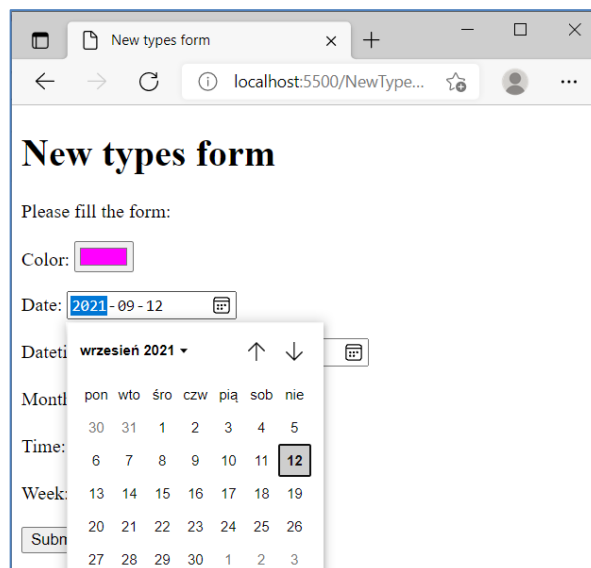 New types form
localhost:5500/NewType...
New types form
Please fill the form:
Color:
Date: 2021-09-12
wrzesień 2021
pon wto śro czw pią sob nie
30 31 1 2 3 4 5
6 7 8 9 10 11 12
13 14 15 16 17 18 19
20 21 22 23 24 25 26
27 28 29 30 1 2 3
Dateti
Month
Time:
Week:
Subm